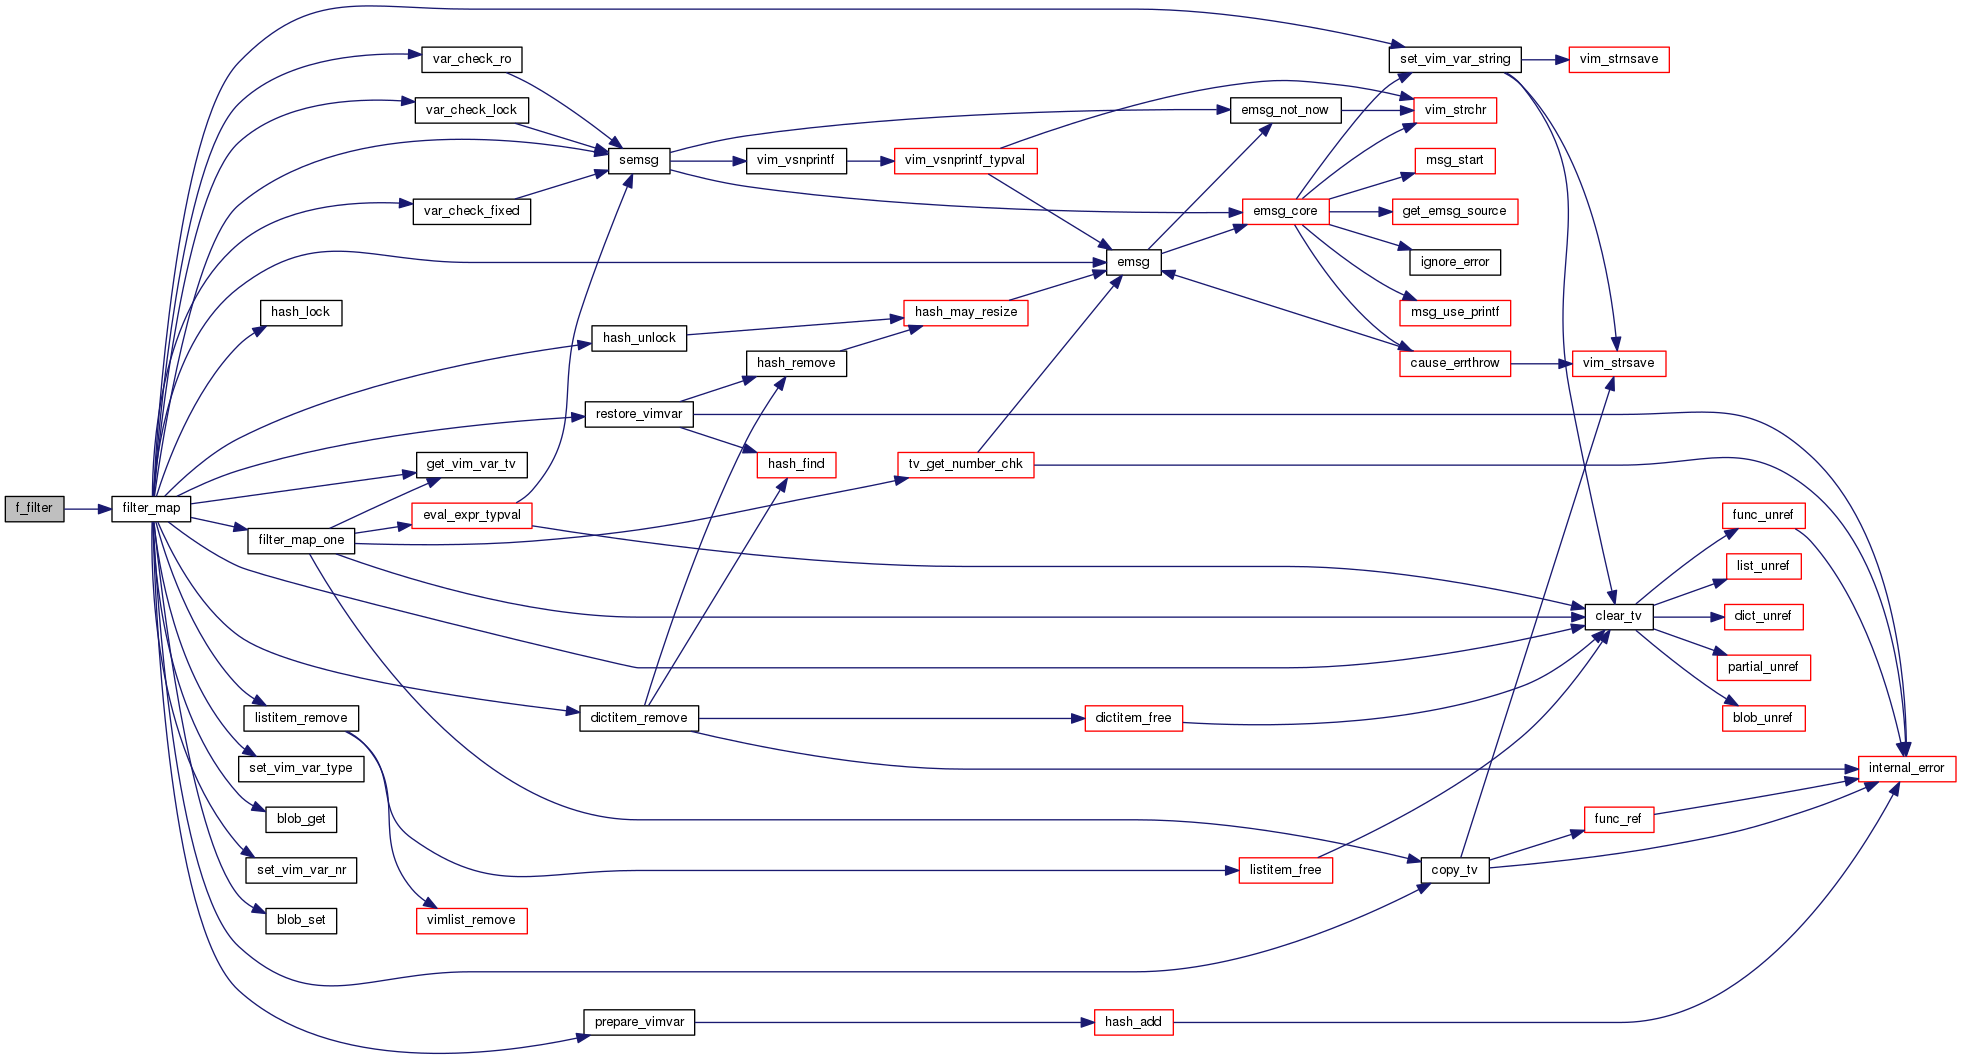 f_filter
filter_map
var_check_ro
var_check_lock
var_check_fixed
hash_lock
get_vim_var_tv
filter_map_one
eval_expr_typval
listitem_remove
set_vim_var_type
blob_get
set_vim_var_nr
blob_set
vimlist_remove
semsg
hash_unlock
restore_vimvar
dictitem_remove
prepare_vimvar
vim_vsnprintf
hash_remove
hash_find
vim_vsnprintf_typval
hash_may_resize
tv_get_number_chk
emsg
dictitem_free
hash_add
emsg_not_now
emsg_core
listitem_free
set_vim_var_string
vim_strchr
msg_start
get_emsg_source
ignore_error
msg_use_printf
cause_errthrow
copy_tv
vim_strnsave
vim_strsave
clear_tv
func_ref
func_unref
list_unref
dict_unref
partial_unref
blob_unref
internal_error